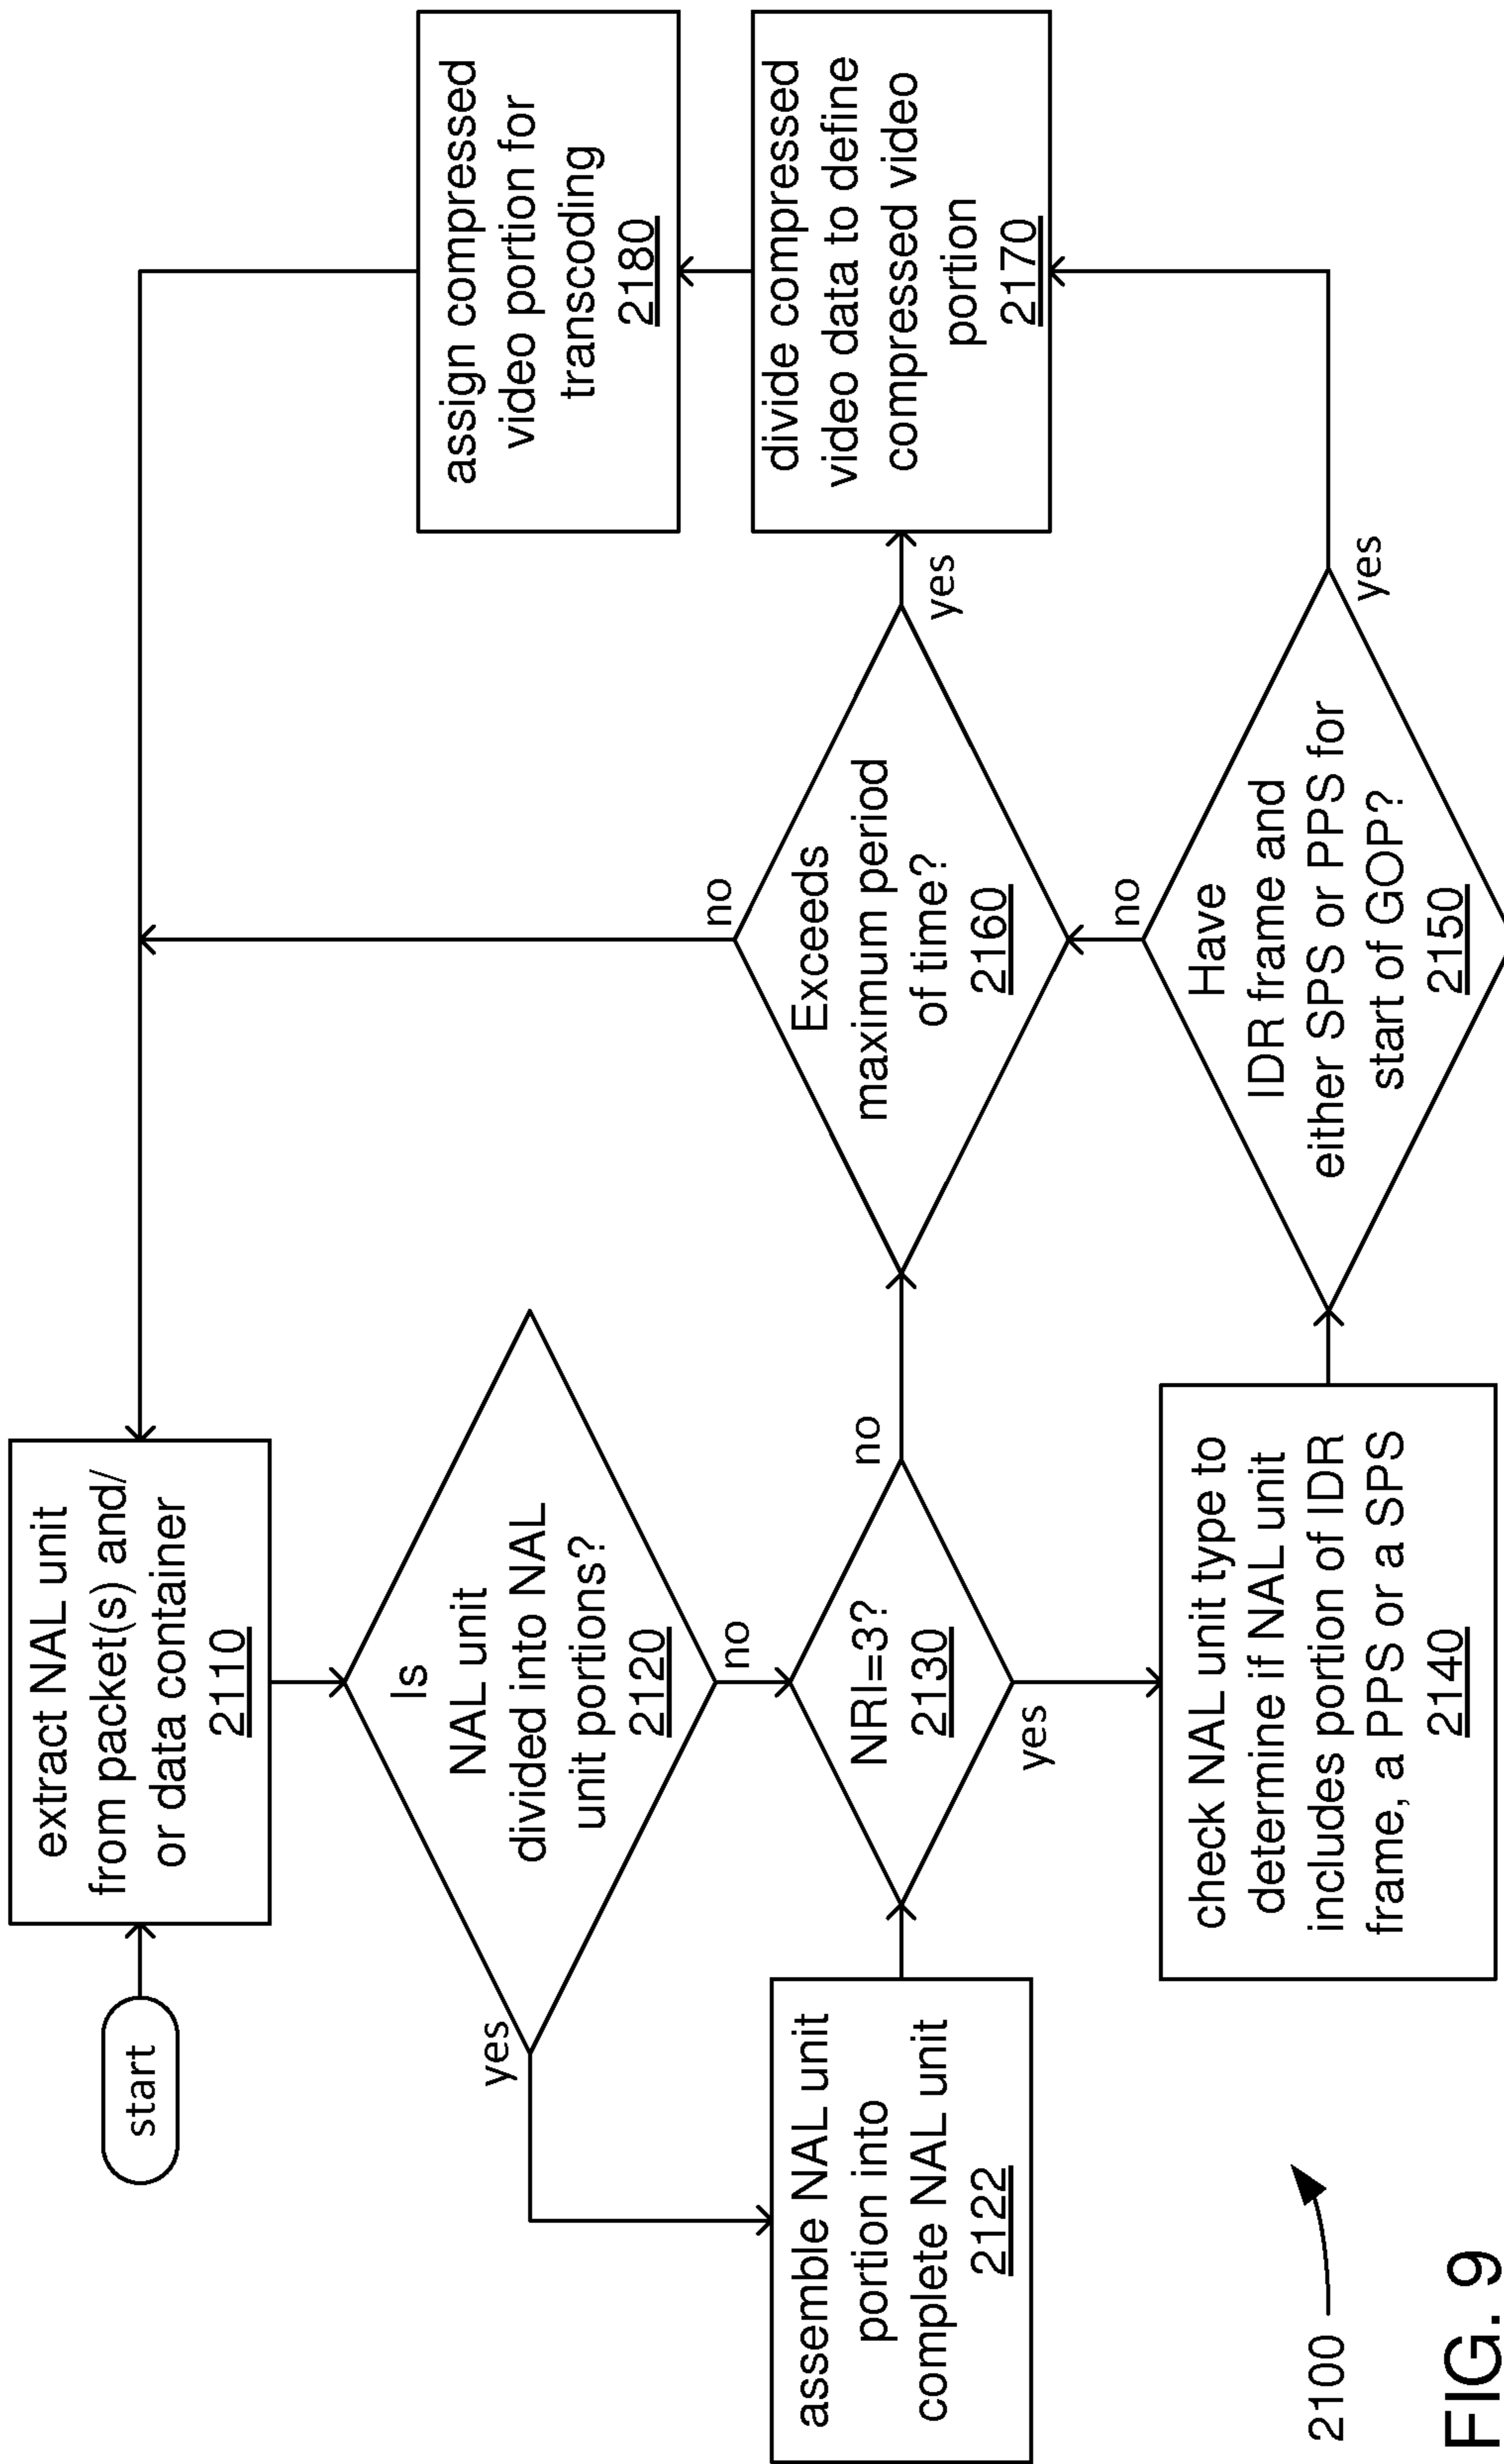 start
extract NAL unit
from packet(s) and/
or data container
2110
Is
NAL unit
divided into NAL
unit portions?
2120
yes
no
assemble NAL unit
portion into
complete NAL unit
2122
NRI=3?
2130
no
yes
check NAL unit type to
determine if NAL unit
includes portion of IDR
frame, a PPS or a SPS
2140
Have
IDR frame and
either SPS or PPS for
start of GOP?
2150
no
yes
Exceeds
maximum period
of time?
2160
no
yes
divide compressed
video data to define
compressed video
portion
2170
assign compressed
video portion for
transcoding
2180
2100
FIG. 9